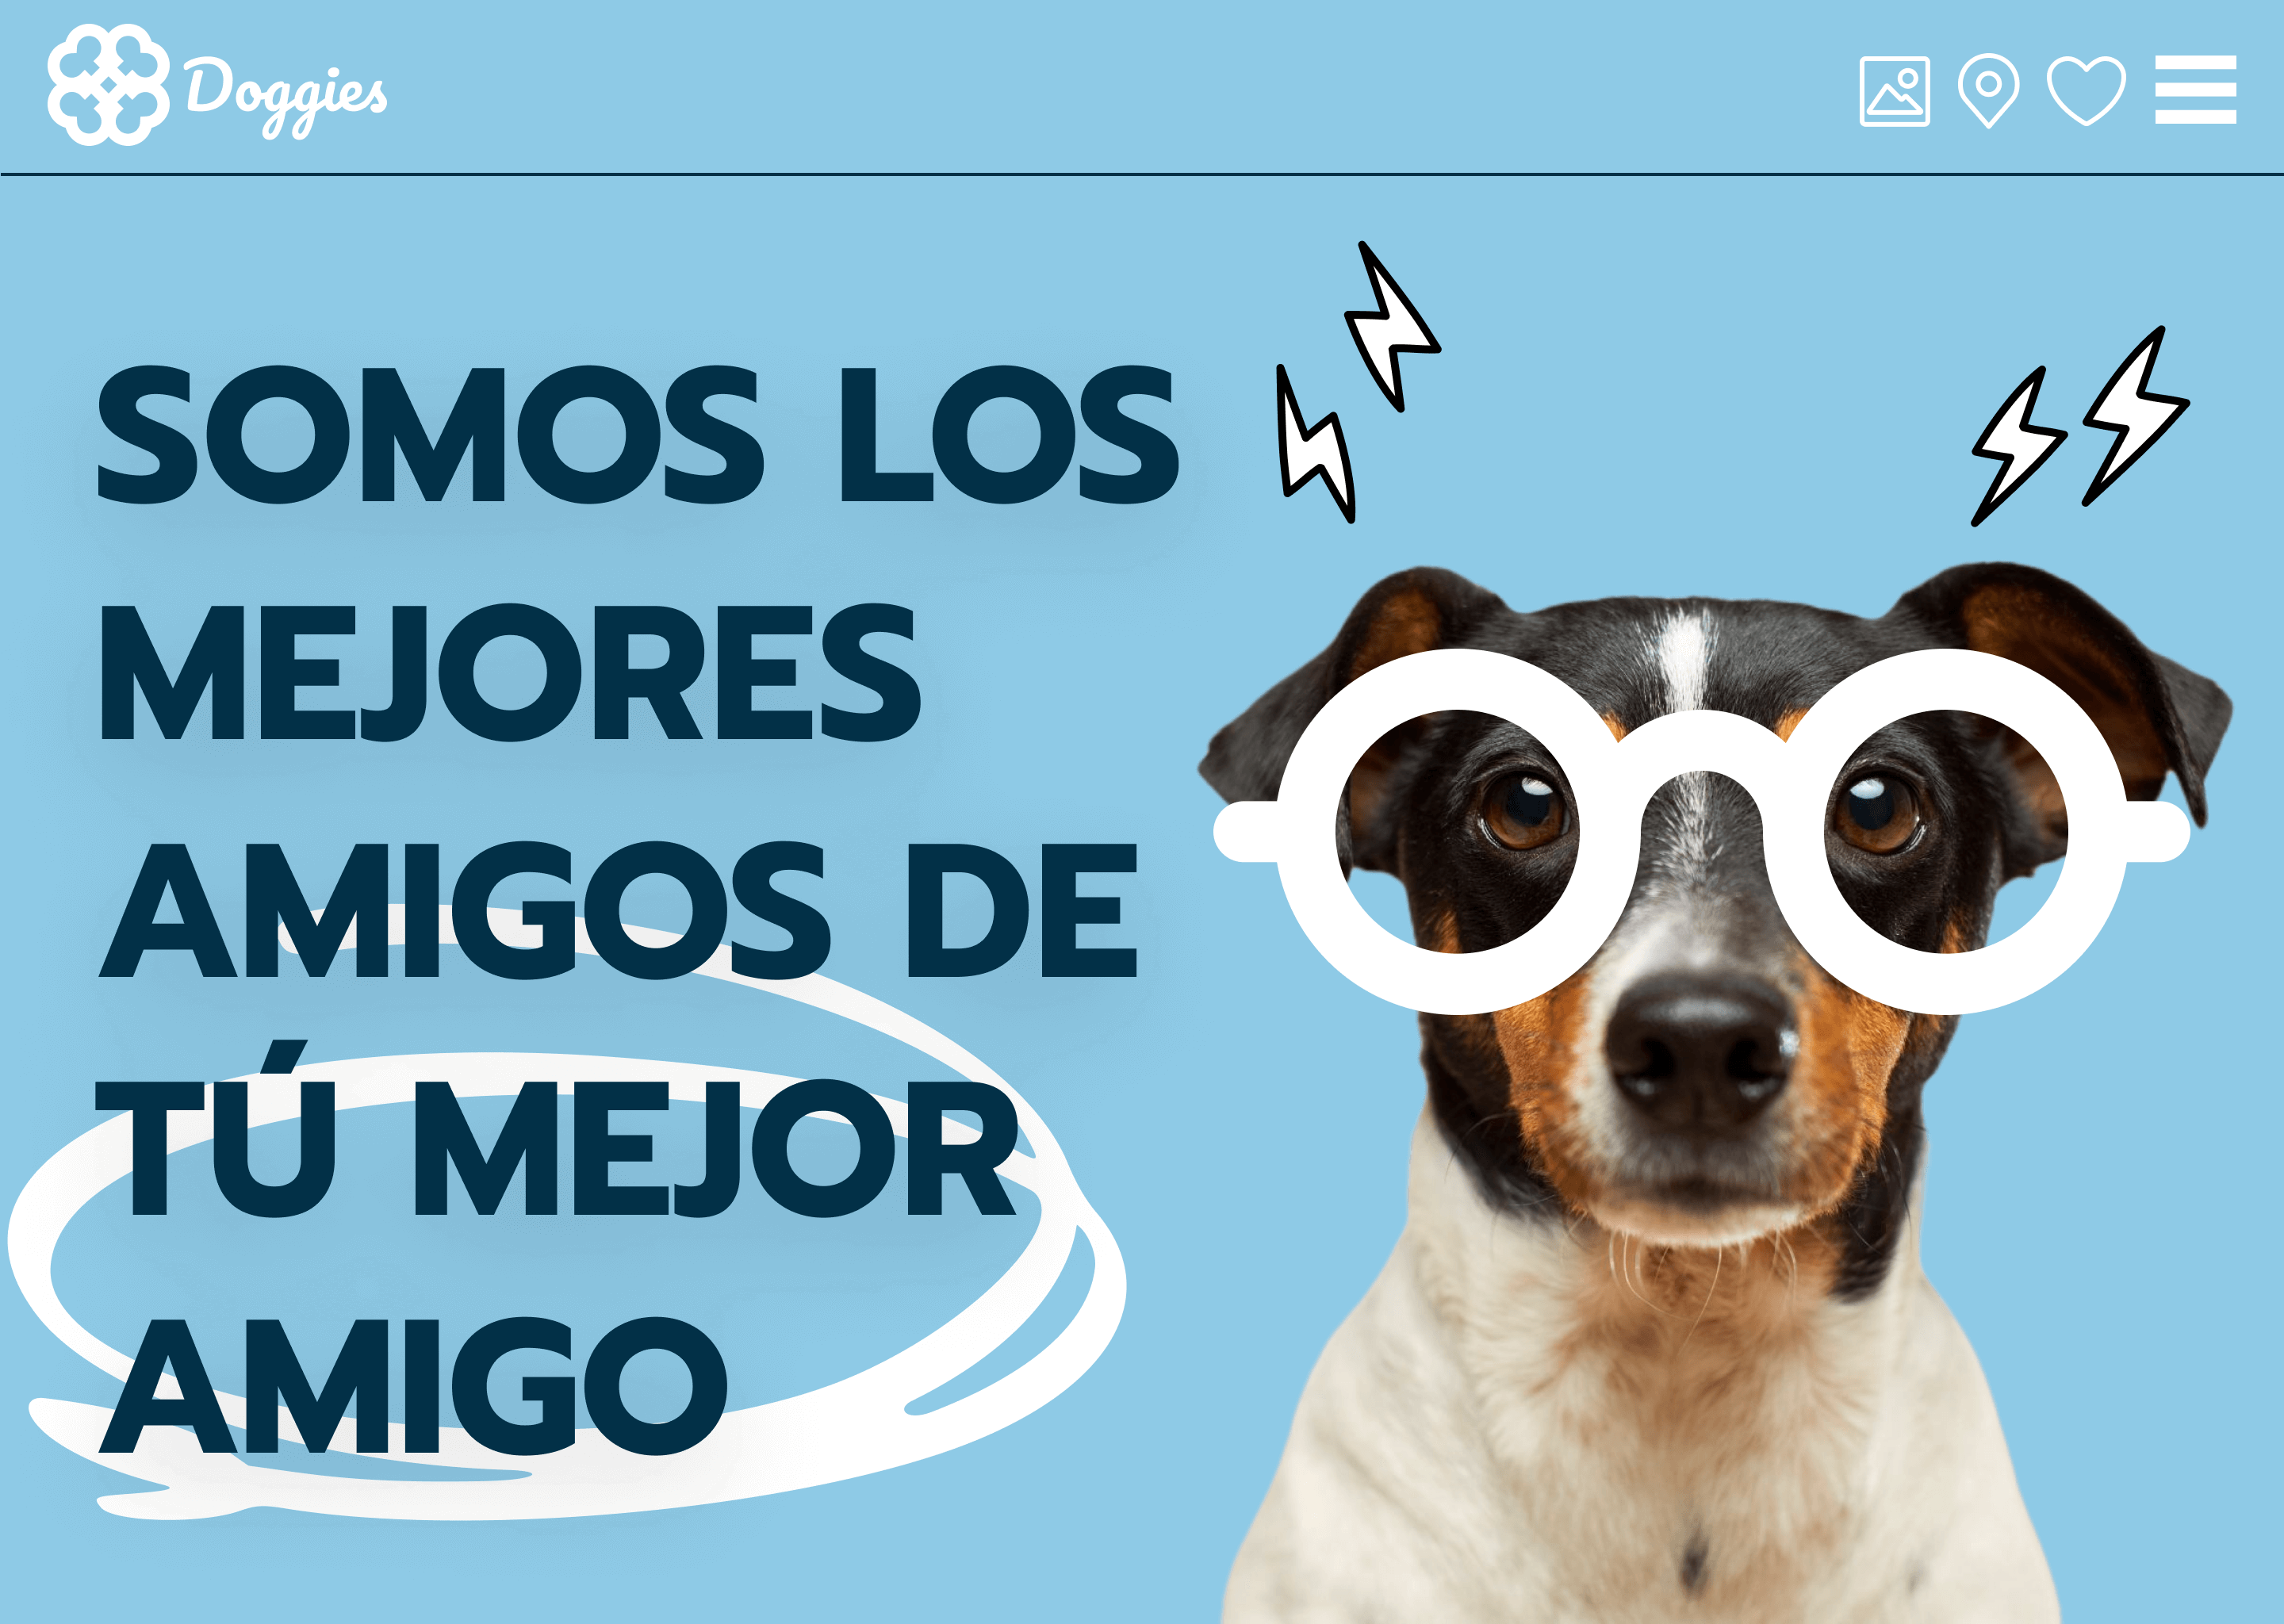 Doggies
SOMOS LOS
MEJORES
AMIGOS DE
TÚ MEJOR
AMIGO